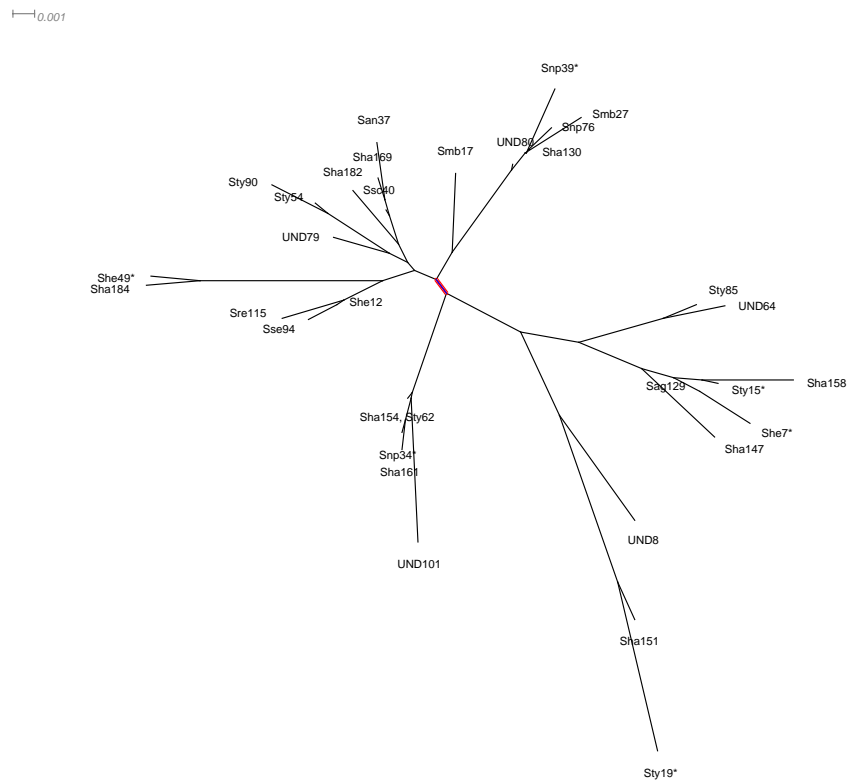 0.001
Snp39*
Smb27
San37
Snp76
UND80
Smb17
Sha130
Sha169
Sha182
Sty90
Ssc40
Sty54
UND79
She49*
Sha184
Sty85
She12
UND64
Sre115
Sse94
Sag129
Sha158
Sty15*
Sha154, Sty62
She7*
Sha147
Snp34*
Sha161
UND8
UND101
Sha151
Sty19*